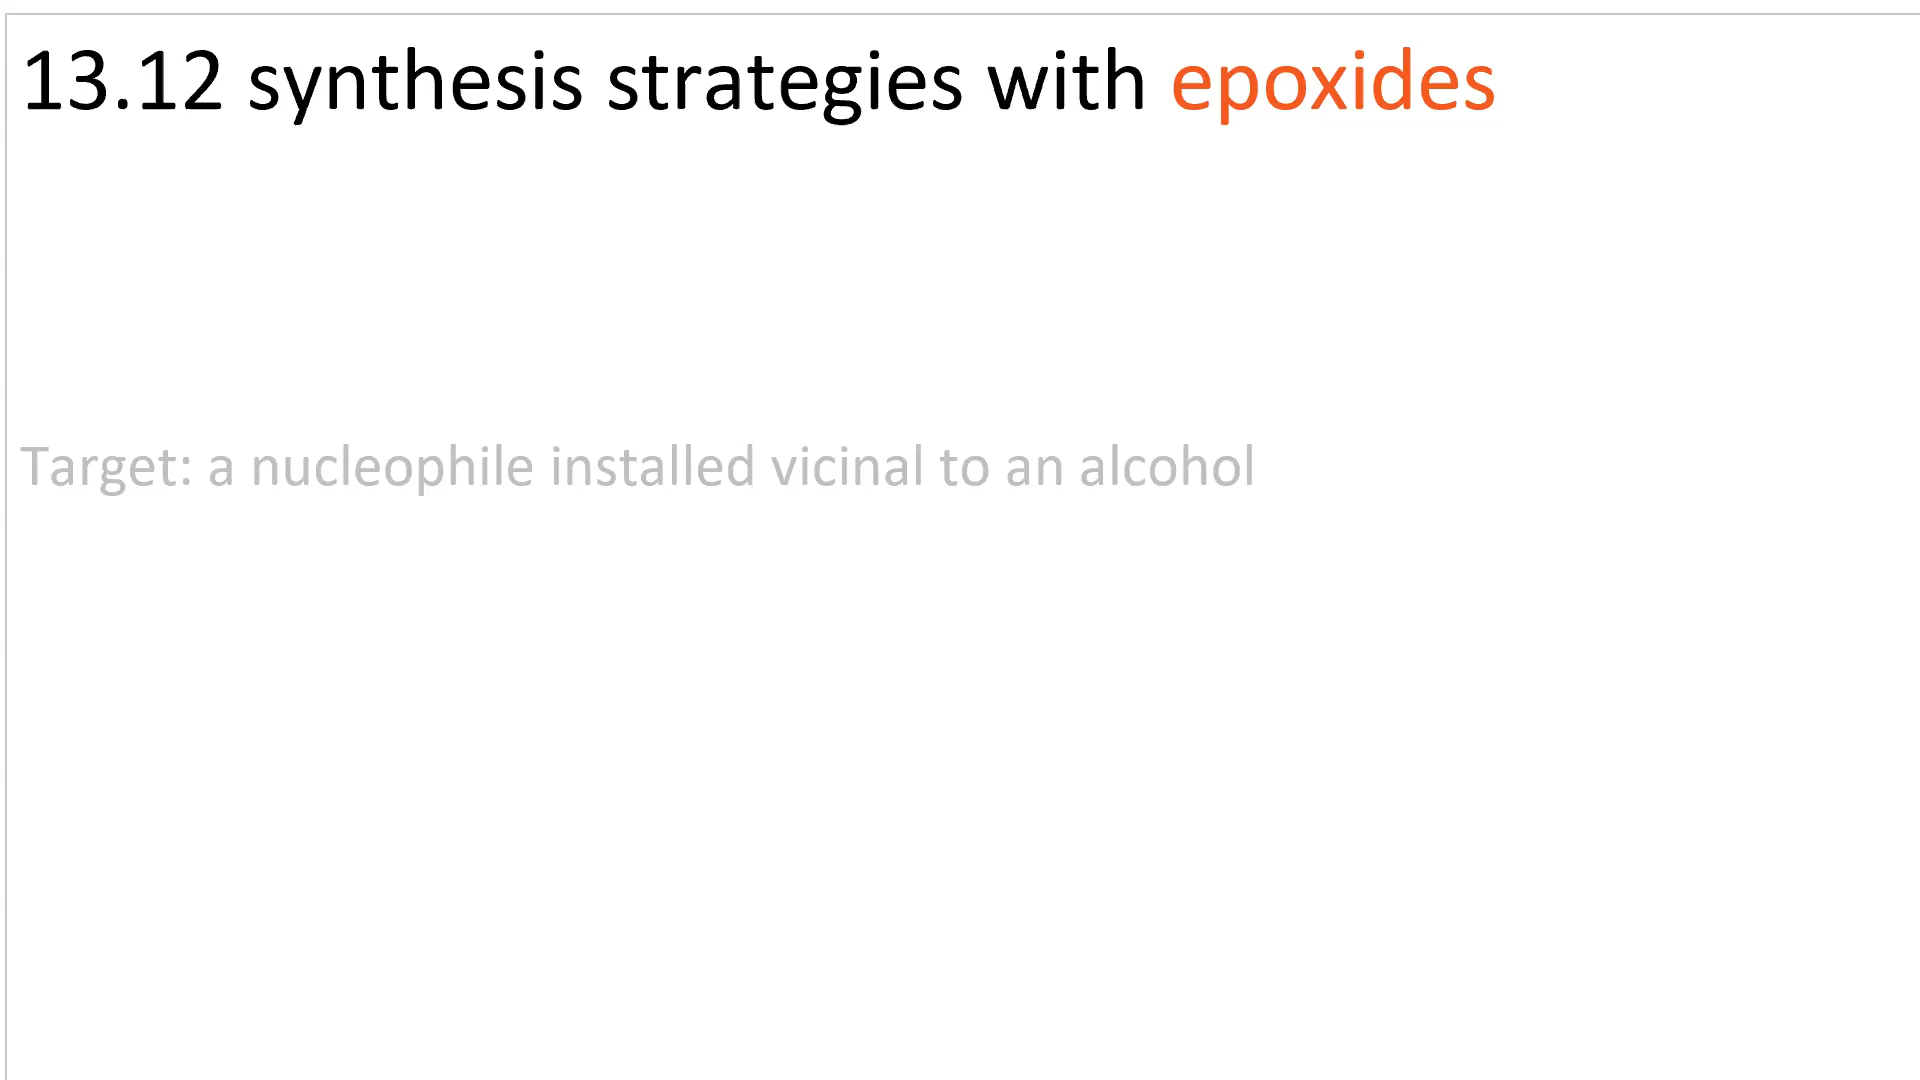 13.12 synthesis strategies with epoxides
Target: a nucleophile installed vicinal to an alcohol